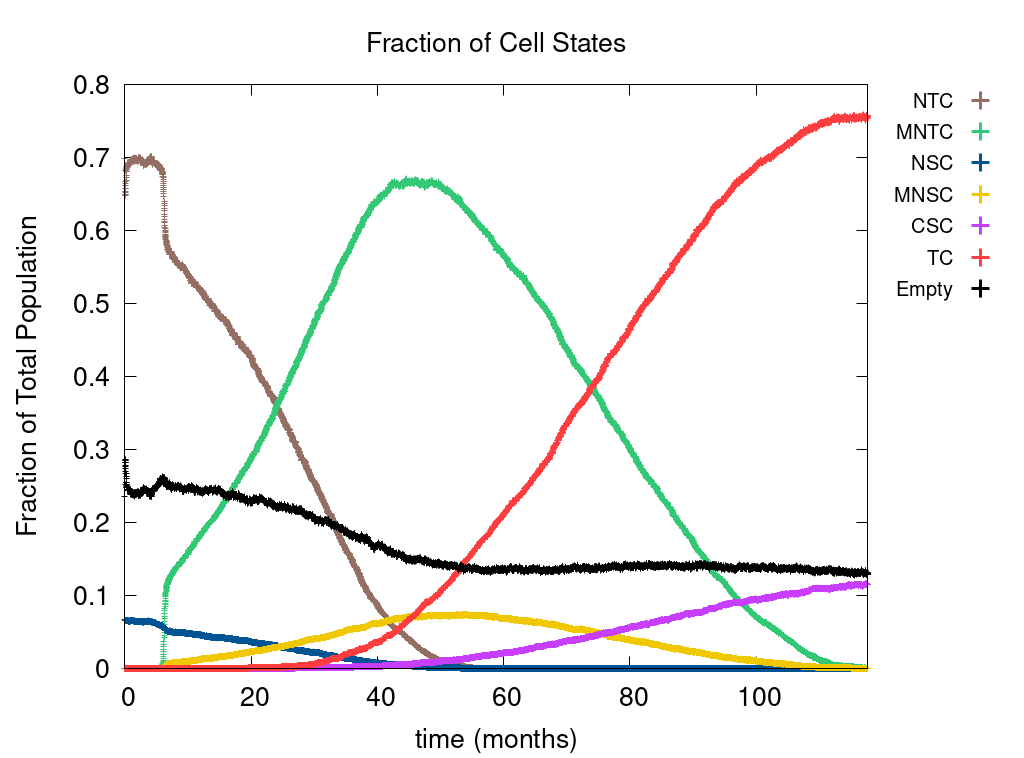 Fraction of Cell States
Fraction of Total Population
0.8
0.7
0.6
0.5
0.4
0.3
0.2
0.1
0
0 20 40 60 80 100
time (months)
NTC
MNTC
NSC
MNSC
CSC
TC
Empty